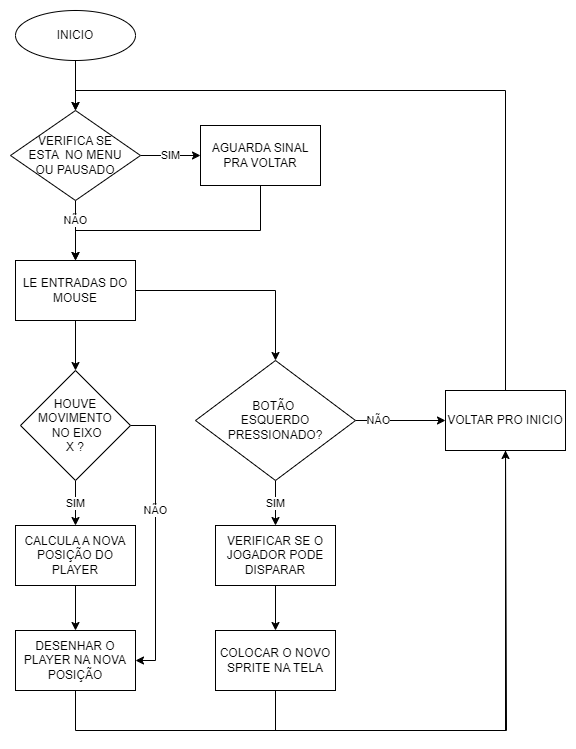 INICIO
VERIFICA SE
ESTA NO MENU
OU PAUSADO
SIM
AGUARDA SINAL
PRA VOLTAR
NÃO
LE ENTRADAS DO
MOUSE
HOUVE
MOVIMENTO
NO EIXO
X ?
BOTÃO
ESQUERDO
PRESSIONADO?
NÃO
VOLTAR PRO INICIO
SIM
NÃO
SIM
CALCULA A NOVA
POSIÇÃO DO
PLAYER
VERIFICAR SE O
JOGADOR PODE
DISPARAR
DESENHAR O
PLAYER NA NOVA
POSIÇÃO
COLOCAR O NOVO
SPRITE NA TELA